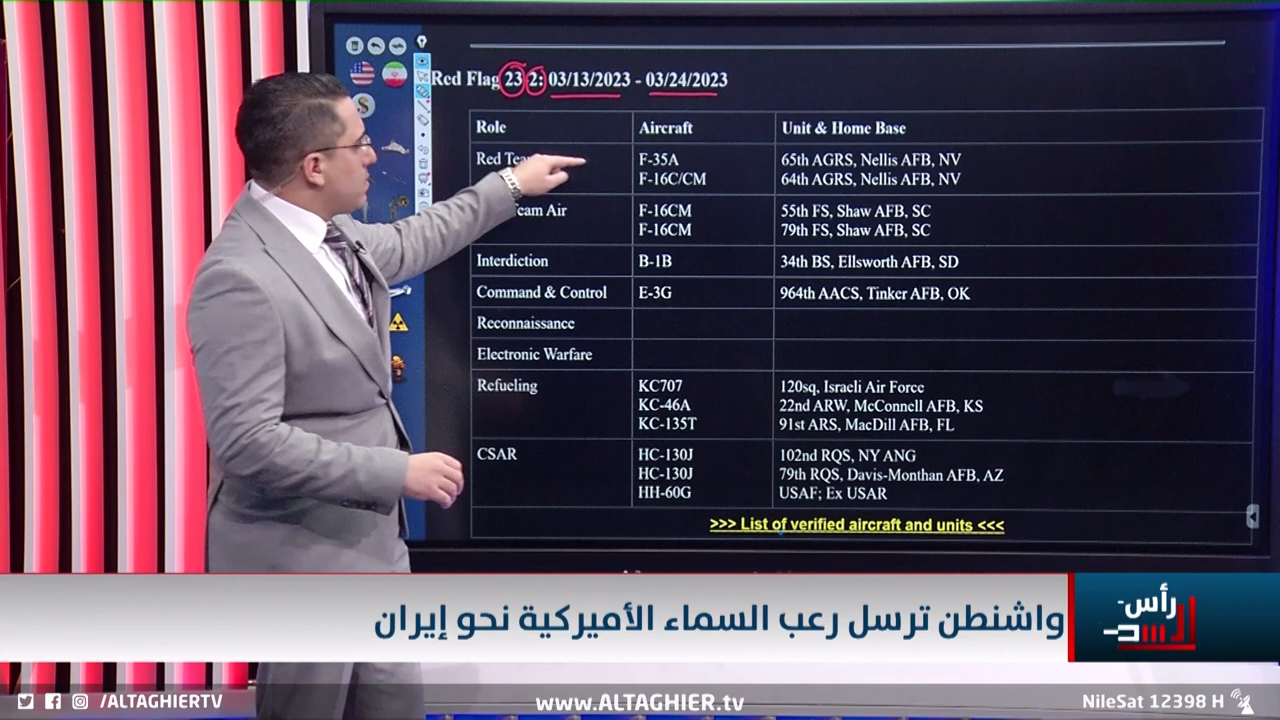 Red Flag 23 2: 03/13/2023 - 03/24/2023
Role Aircraft Unit & Home Base
Red Tea F-35A 65th AGRS, Nellis AFB, NV
F-16C/CM 64th AGRS, Nellis AFB, NV
Team Air F-16CM 55th FS, Shaw AFB, SC
F-16CM 79th FS, Shaw AFB, SC
Interdiction B-1B 34th BS, Ellsworth AFB, SD
Command & Control E-3G 964th AACS, Tinker AFB, OK
Reconnaissance
Electronic Warfare
Refueling KC707 120sq, Israeli Air Force
KC-46A 22nd ARW, McConnell AFB, KS
KC-135T 91st ARS, MacDill AFB, FL
CSAR HC-130J 102nd RQS, NY ANG
HC-130J 79th RQS, Davis-Monthan AFB, AZ
HH-60G USAF; Ex USAR
>>> List of verified aircraft and units <<<
واشنطن ترسل رعب السماء الأميركية نحو إيران
رأس
السـ
/ALTAGHIERTV
www.ALTAGHIER.tv
NileSat 12398 H